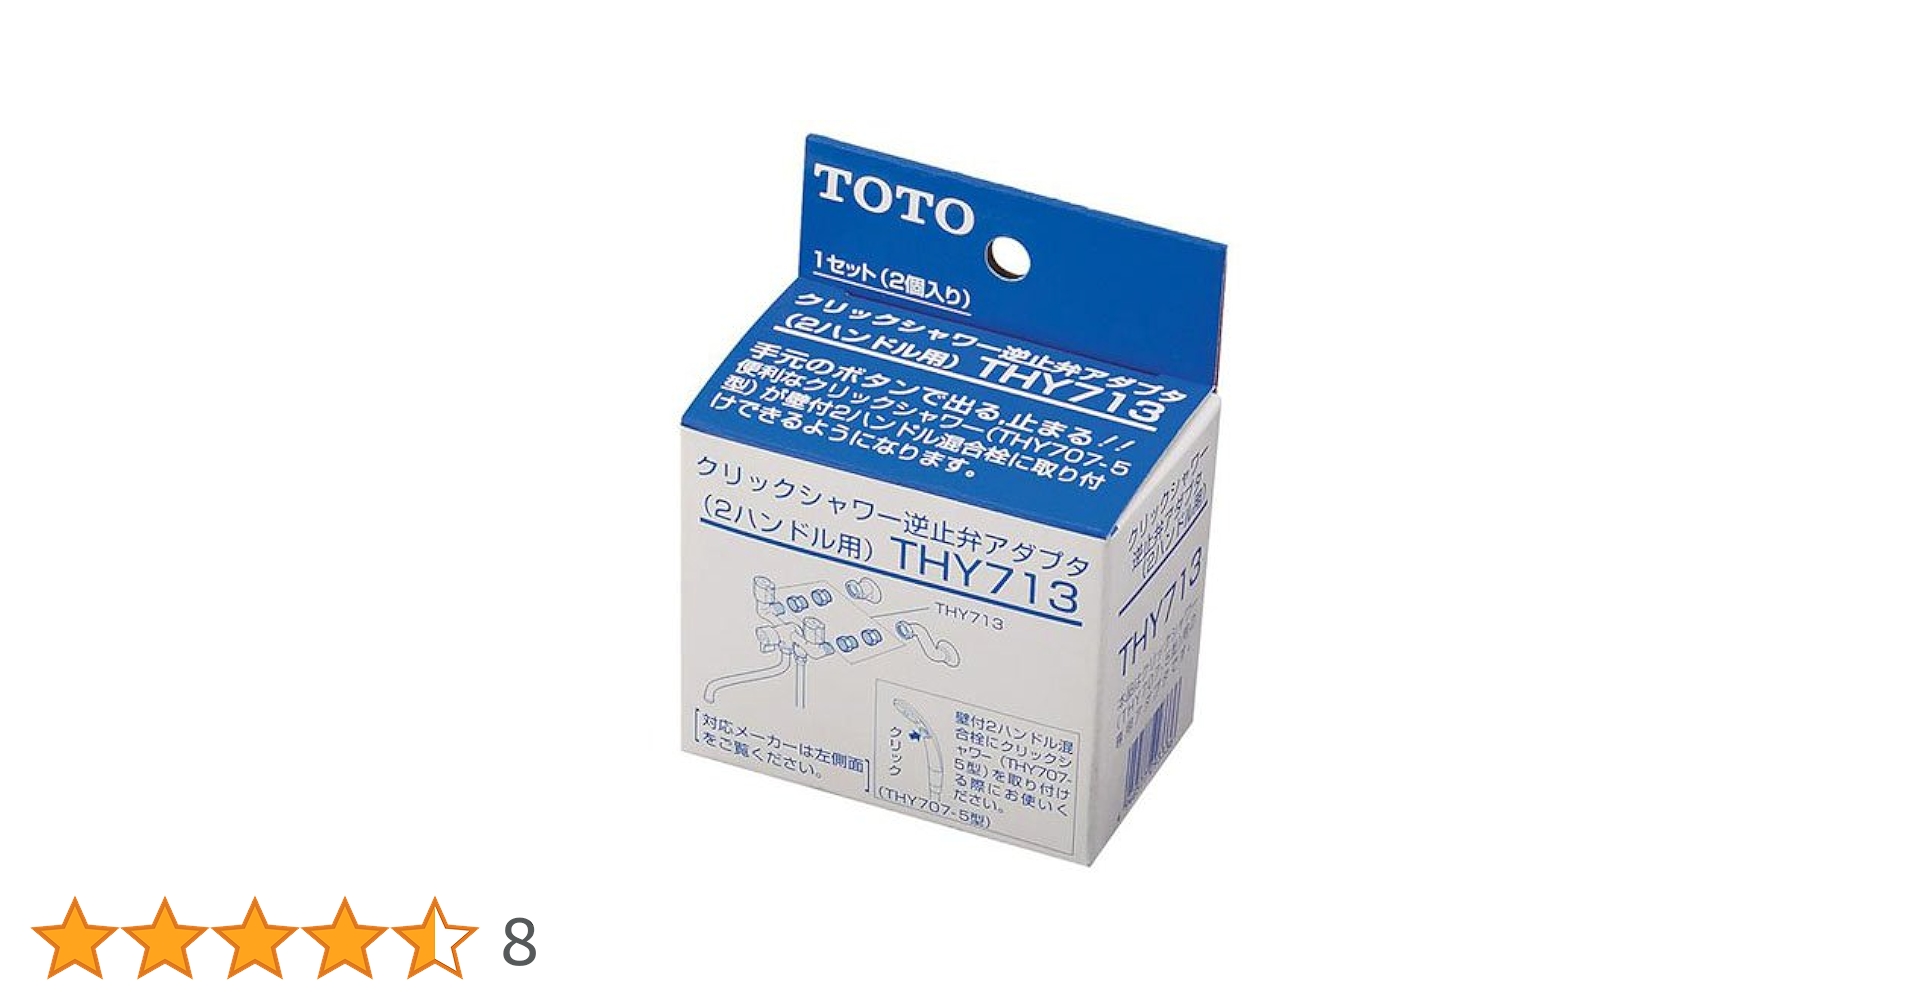 TOTO
1セット(2個入り)
クリックシャワー逆止弁アダプタ
(2ハンドル用) THY713
手元のボタンで出る,止まる!!
便利なクリックシャワー(THY707-5
型)が壁付2ハンドル混合栓に取り付
けできるようになります。
クリックシャワー逆止弁アダプタ
(2ハンドル用) THY713
THY713
対応メーカーは左側面
をご覧ください。
クリック
(THY707-5型)
壁付2ハンドル混
合栓にクリックシ
ャワー(THY707-
5型)を取り付け
る際にお使いく
ださい。
クリックシャワー
逆止弁アダプタ
(2ハンドル用)
THY713
8